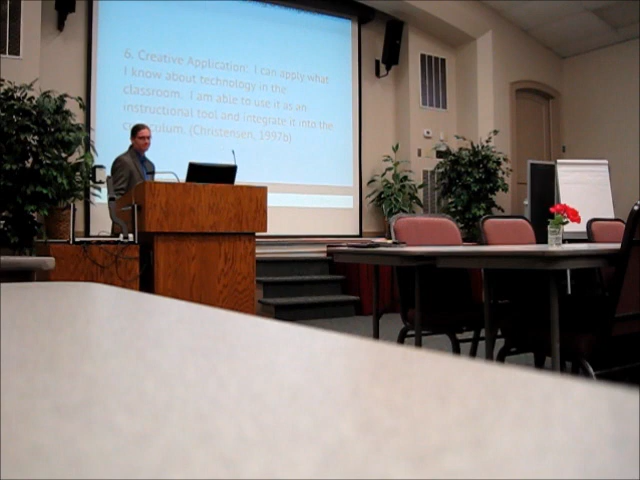 6. Creative Application: I can apply what
I know about technology in the
classroom. I am able to use it as an
instructional tool and integrate it into the
curriculum. (Christensen, 1997b)